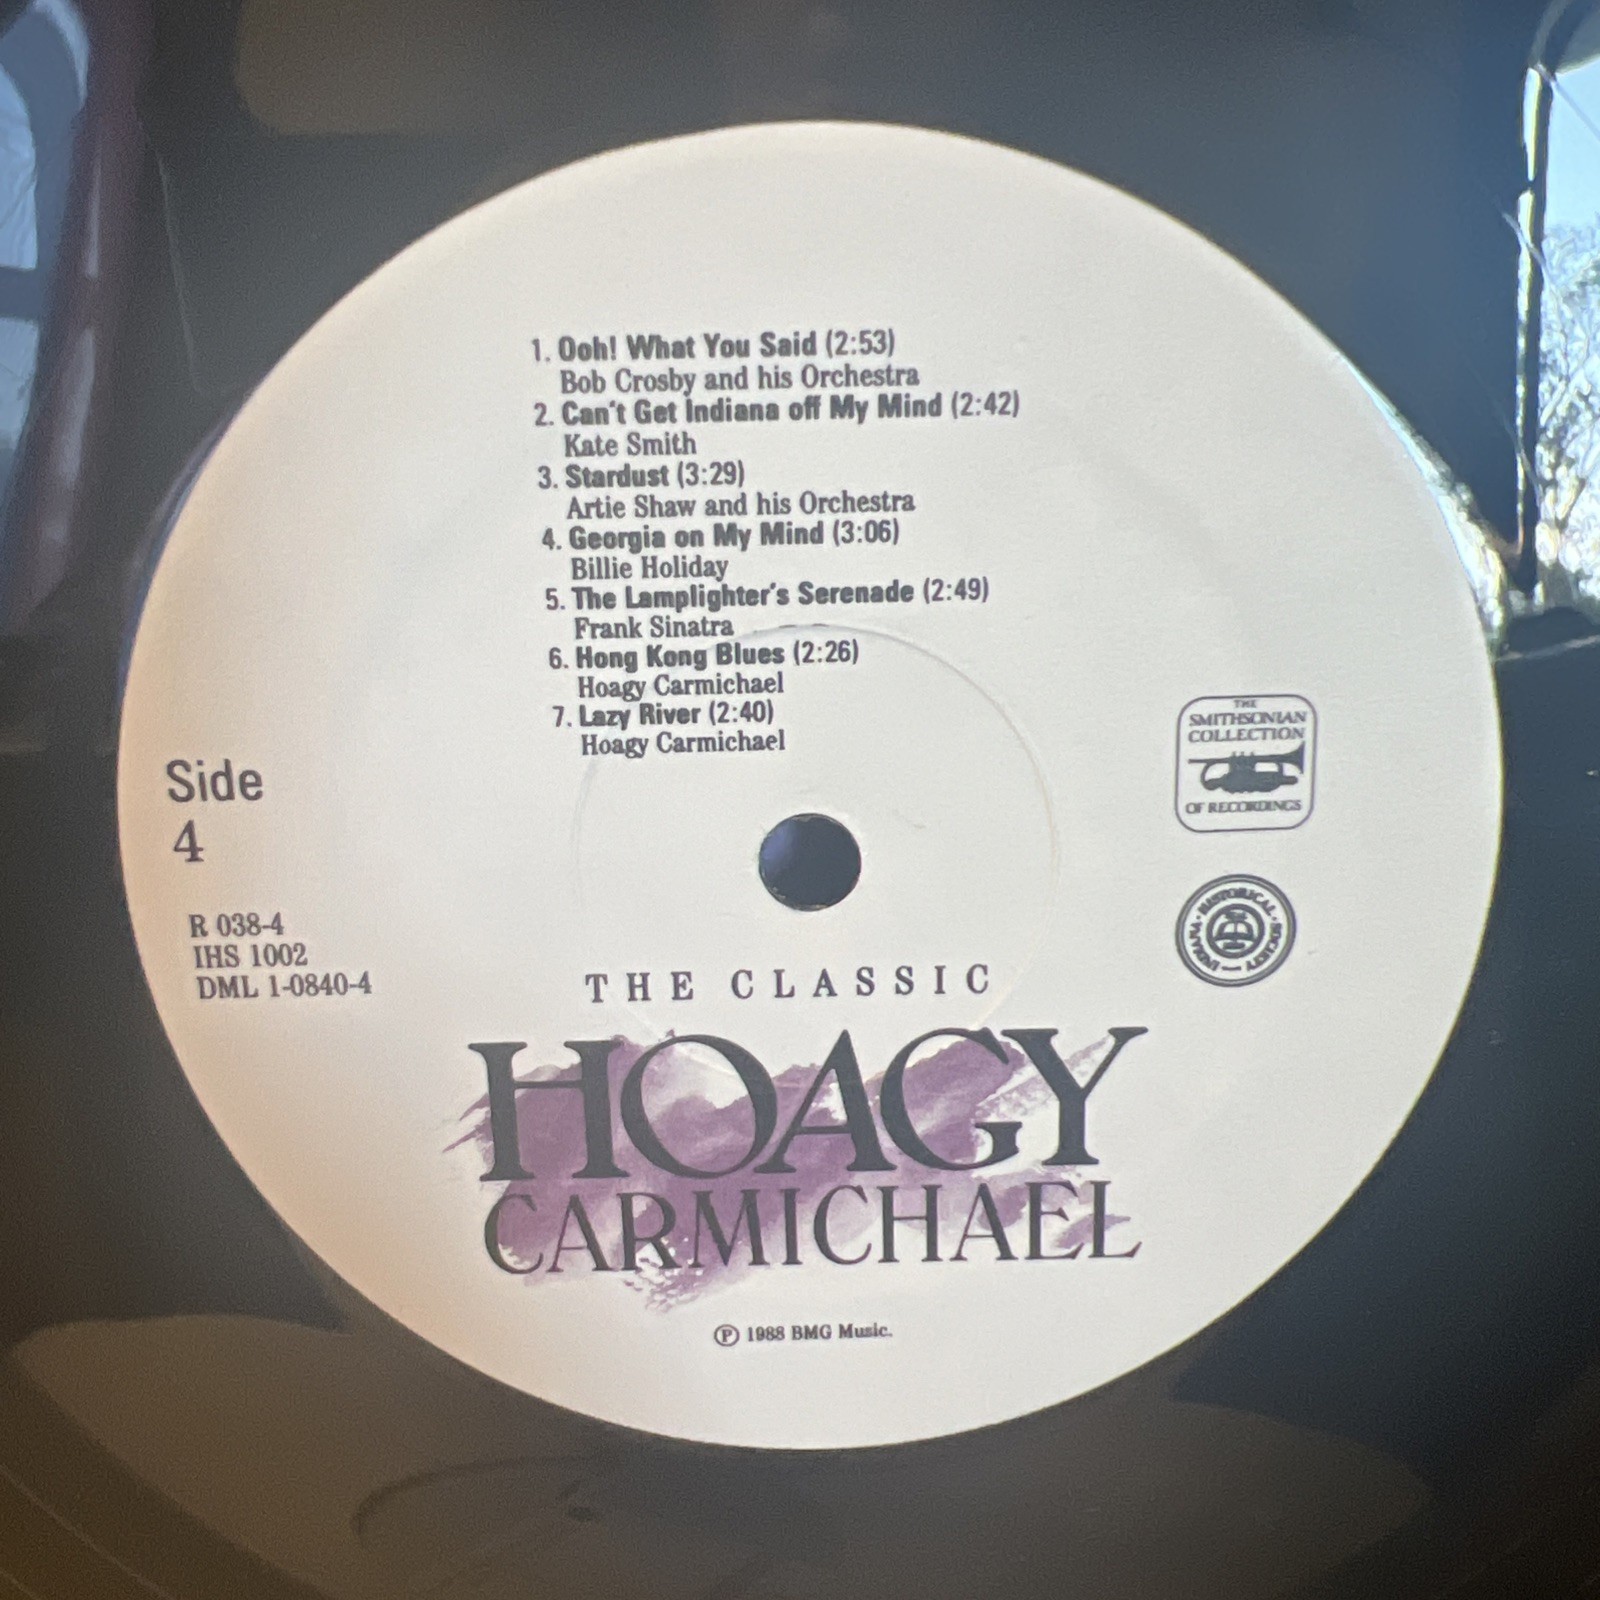 1. Ooh! What You Said (2:53)
Bob Crosby and his Orchestra
2. Can't Get Indiana off My Mind (2:42)
Kate Smith
3. Stardust (3:29)
Artie Shaw and his Orchestra
4. Georgia on My Mind (3:06)
Billie Holiday
5. The Lamplighter's Serenade (2:49)
Frank Sinatra
6. Hong Kong Blues (2:26)
Hoagy Carmichael
7. Lazy River (2:40)
Hoagy Carmichael
Side
4
R 038-4
IHS 1002
DML 1-0840-4
THE
SMITHSONIAN
COLLECTION
OF RECORDINGS
INDIANA · HISTORICAL · SOCIETY
THE CLASSIC
HOAGY
CARMICHAEL
℗ 1988 BMG Music.